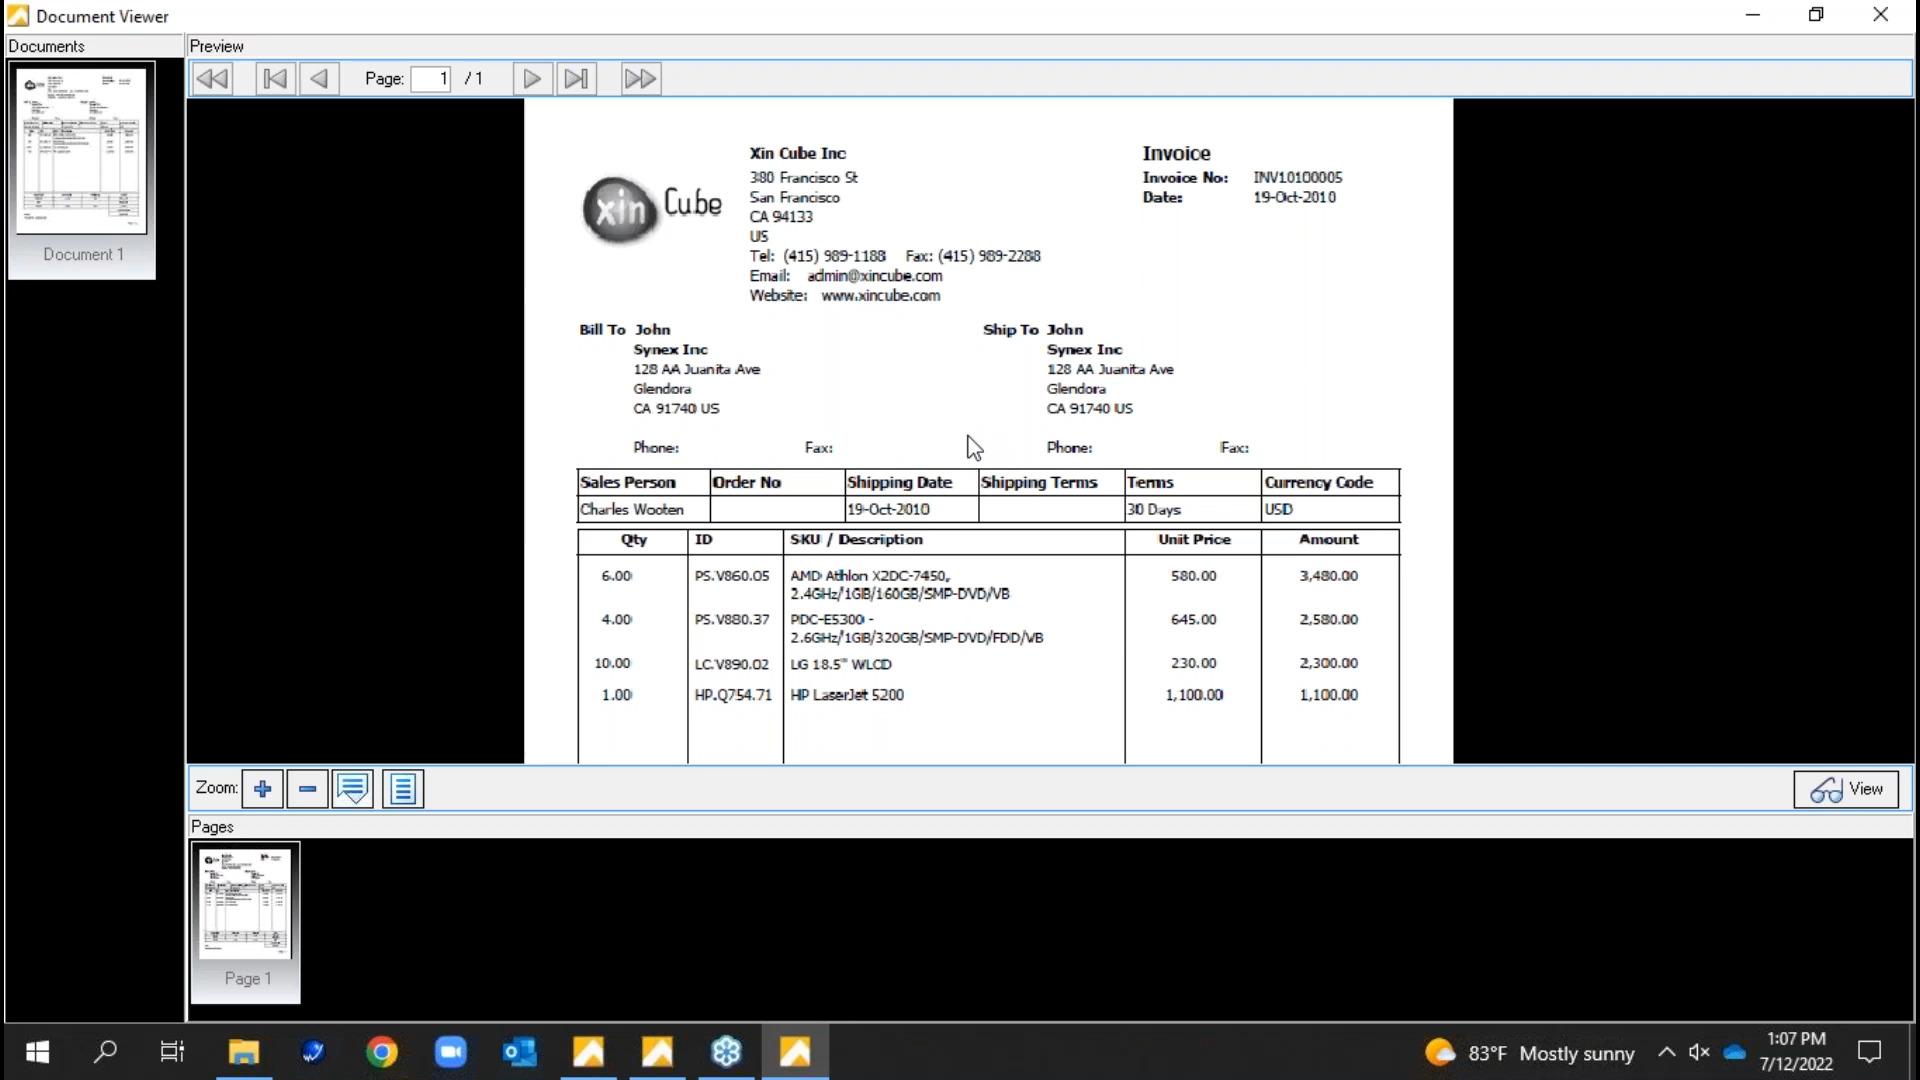 Document Viewer
Documents
Preview
Page: 1 / 1
Document 1
xin Cube
Xin Cube Inc
380 Francisco St
San Francisco
CA 94133
US
Tel: (415) 989-1188 Fax: (415) 989-2288
Email: admin@xincube.com
Website: www.xincube.com
Invoice
Invoice No: INV10100005
Date: 19-Oct-2010
Bill To John
Synex Inc
128 AA Juanita Ave
Glendora
CA 91740 US
Phone: Fax:
Ship To John
Synex Inc
128 AA Juanita Ave
Glendora
CA 91740 US
Phone: Fax:
Sales Person Order No Shipping Date Shipping Terms Terms Currency Code
Charles Wooten 19-Oct-2010 30 Days USD
Qty ID SKU / Description Unit Price Amount
6.00 PS.V860.05 AMD Athlon X2DC-7450, 580.00 3,480.00
2.4GHz/1GB/160GB/SMP-DVD/VB
4.00 PS.V880.37 PDC-E5300 - 645.00 2,580.00
2.6GHz/1GB/320GB/SMP-DVD/FDD/VB
10.00 LC.V890.02 LG 18.5" WLCD 230.00 2,300.00
1.00 HP.Q754.71 HP LaserJet 5200 1,100.00 1,100.00
Zoom: View
Pages
Page 1
83°F Mostly sunny
1:07 PM
7/12/2022